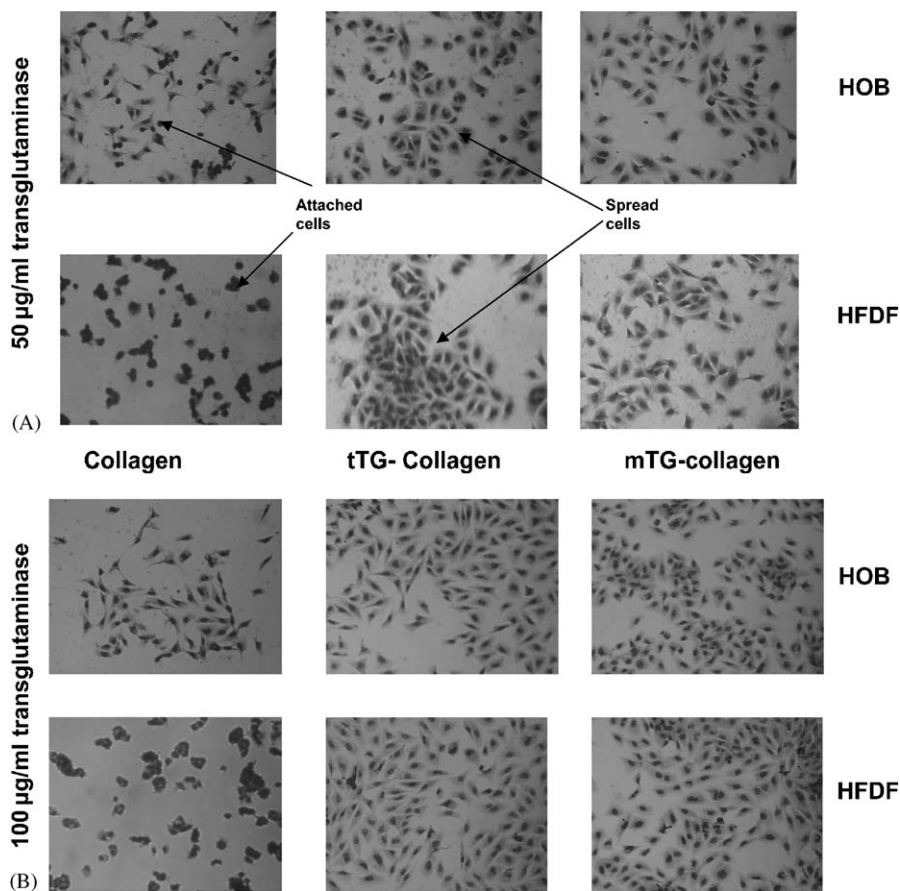 50 µg/ml transglutaminase
HOB
Attached
cells
Spread
cells
HFDF
(A)
Collagen
tTG- Collagen
mTG-collagen
100 µg/ml transglutaminase
HOB
HFDF
(B)